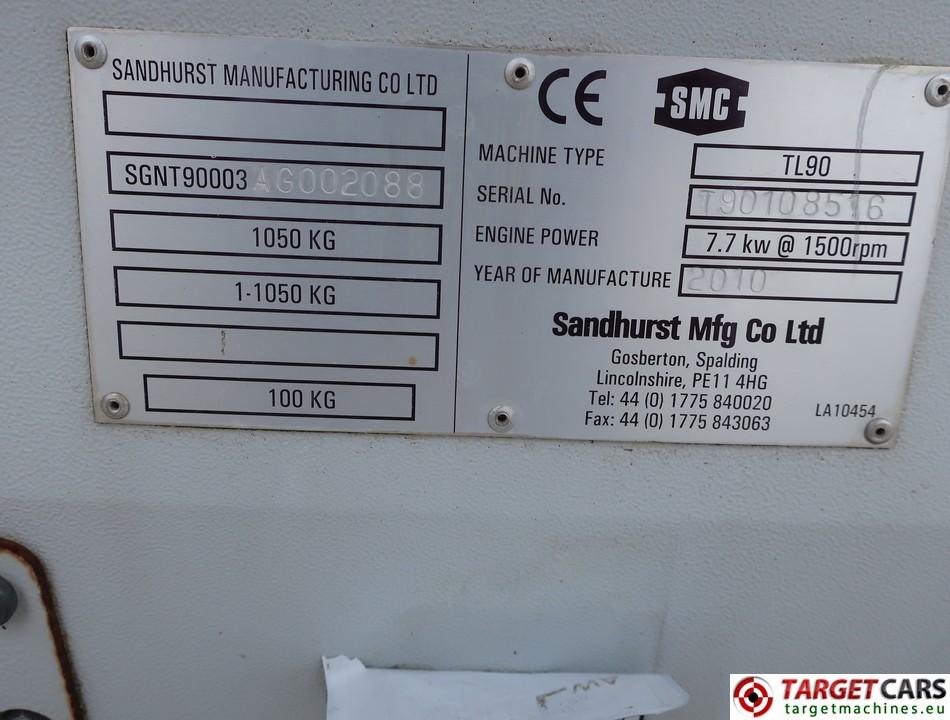 SANDHURST MANUFACTURING CO LTD
SGNT90003AG002088
1050 KG
1-1050 KG
100 KG
CE
SMC
MACHINE TYPE TL90
SERIAL No. T90108516
ENGINE POWER 7.7 kw @ 1500rpm
YEAR OF MANUFACTURE 2010
Sandhurst Mfg Co Ltd
Gosberton, Spalding
Lincolnshire, PE11 4HG
Tel: 44 (0) 1775 840020
Fax: 44 (0) 1775 843063
LA10454
TARGETCARS
targetmachines.eu